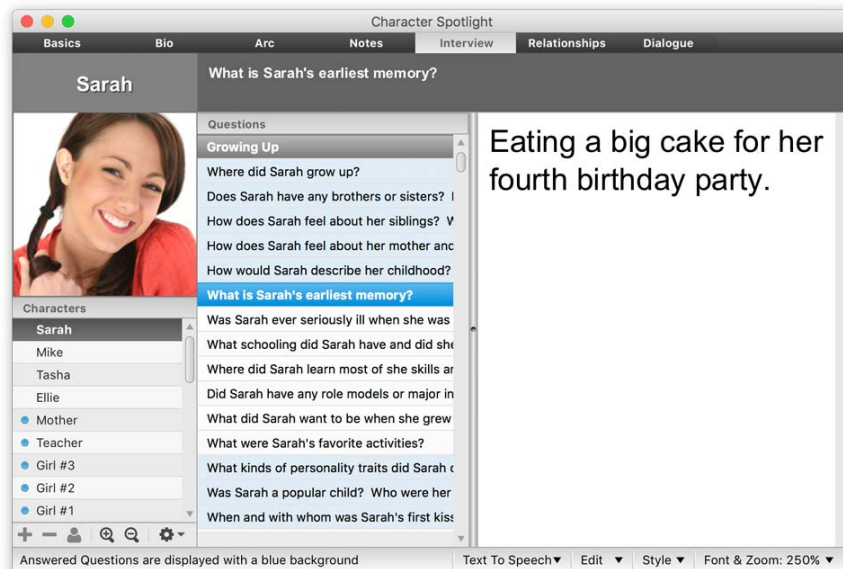 Character Spotlight
Basics Bio Arc Notes Interview Relationships Dialogue
Sarah
What is Sarah's earliest memory?
Questions
Growing Up
Where did Sarah grow up?
Does Sarah have any brothers or sisters?
How does Sarah feel about her siblings? W
How does Sarah feel about her mother and
How would Sarah describe her childhood?
What is Sarah's earliest memory?
Was Sarah ever seriously ill when she was
What schooling did Sarah have and did she
Where did Sarah learn most of she skills ar
Did Sarah have any role models or major in
What did Sarah want to be when she grew
What were Sarah's favorite activities?
What kinds of personality traits did Sarah
Was Sarah a popular child? Who were her
When and with whom was Sarah's first kiss
Eating a big cake for her
fourth birthday party.
Characters
Sarah
Mike
Tasha
Ellie
Mother
Teacher
Girl #3
Girl #2
Girl #1
Answered Questions are displayed with a blue background
Text To Speech Edit Style Font & Zoom: 250%